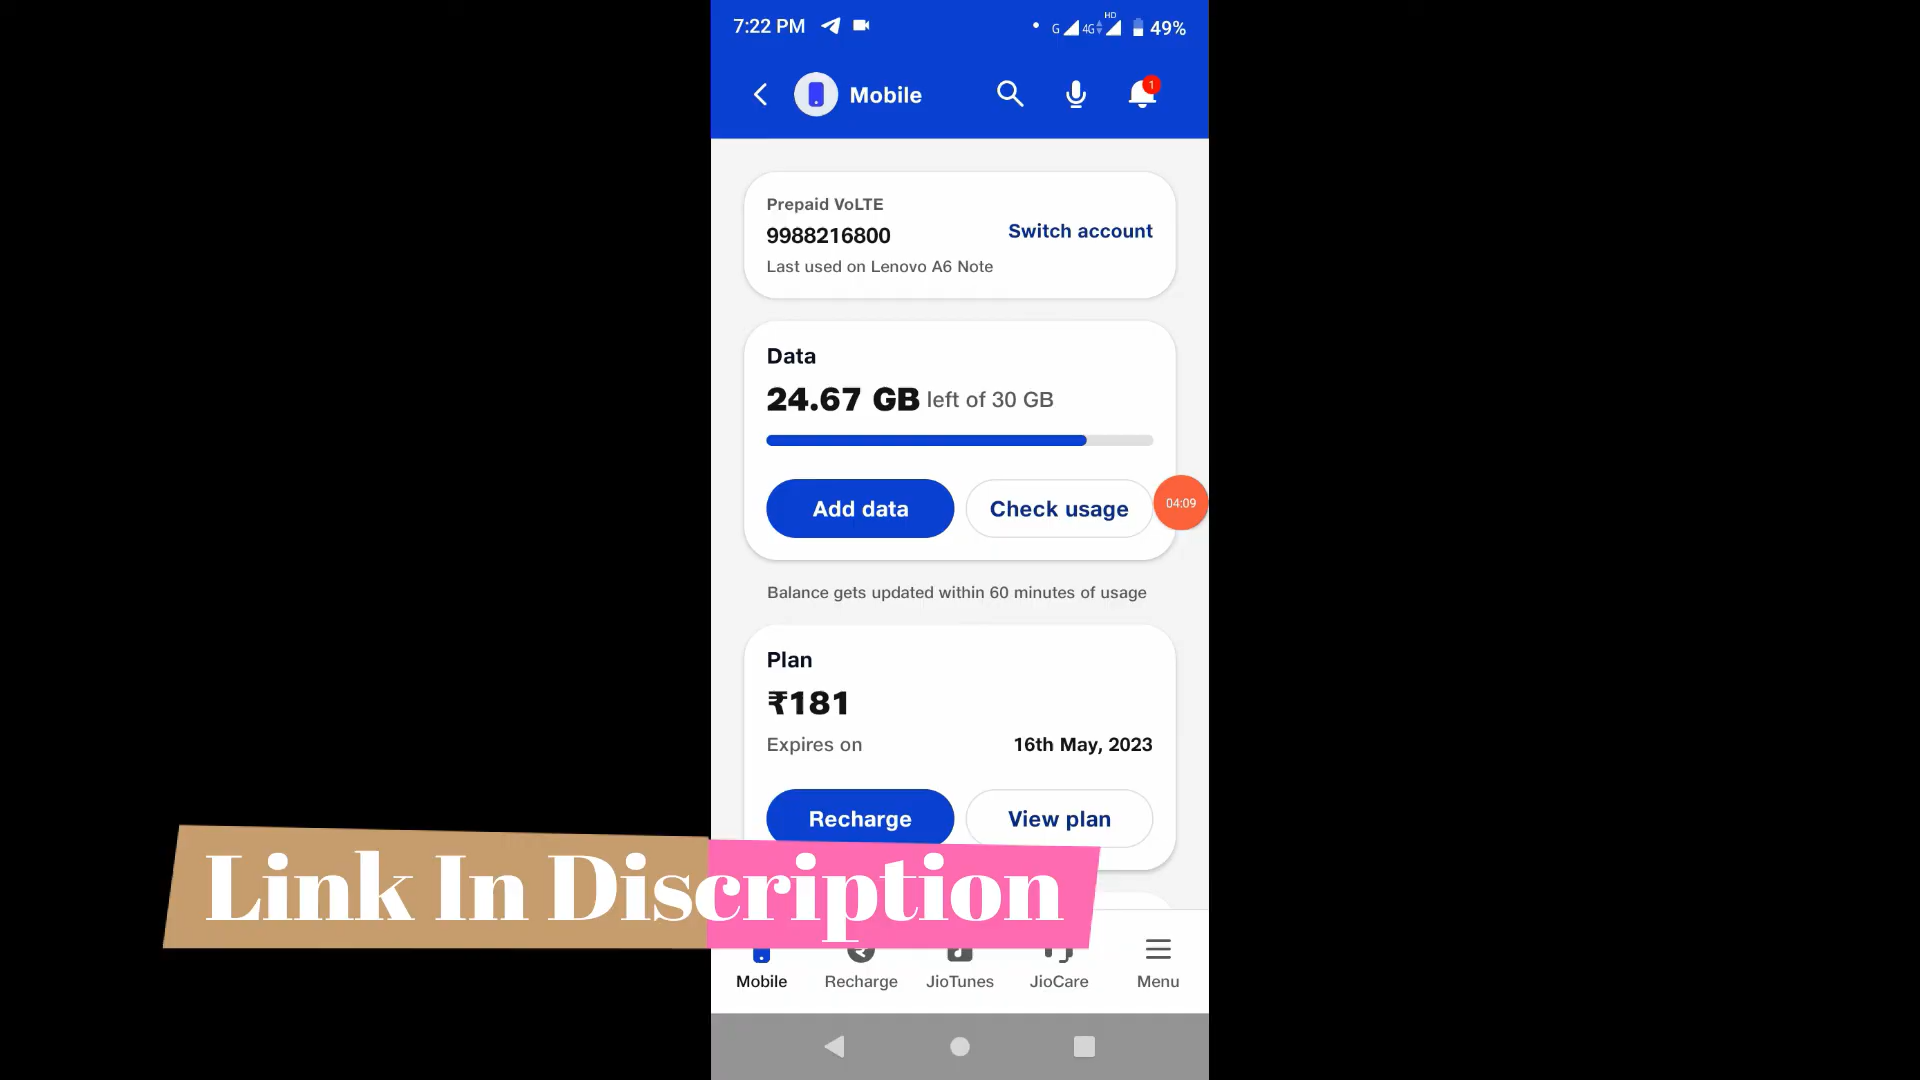 7:22 PM
G 4G HD 49%
Mobile
1
Prepaid VoLTE
9988216800
Switch account
Last used on Lenovo A6 Note
Data
24.67 GB left of 30 GB
Add data
Check usage
04:09
Balance gets updated within 60 minutes of usage
Plan
₹181
Expires on
16th May, 2023
Recharge
View plan
Link In Discription
Mobile
Recharge
JioTunes
JioCare
Menu